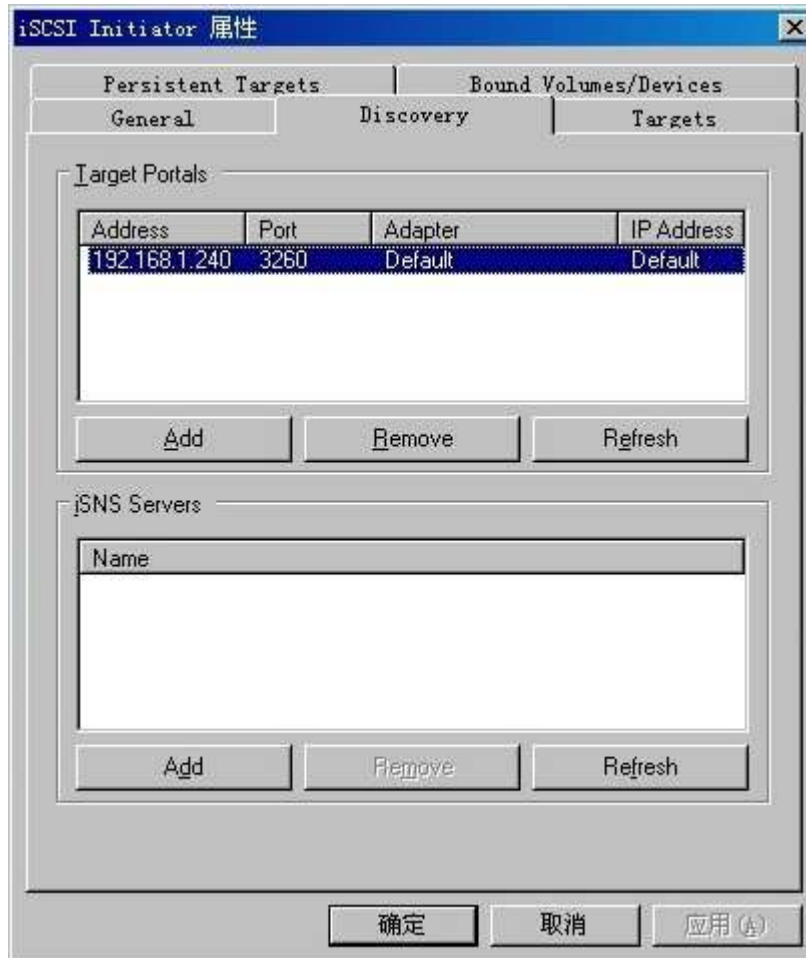 iSCSI Initiator 属性
Persistent Targets Bound Volumes/Devices
General Discovery Targets
Target Portals
Address Port Adapter IP Address
192.168.1.240 3260 Default Default
Add Remove Refresh
iSNS Servers
Name
Add Remove Refresh
确定 取消 应用(A)